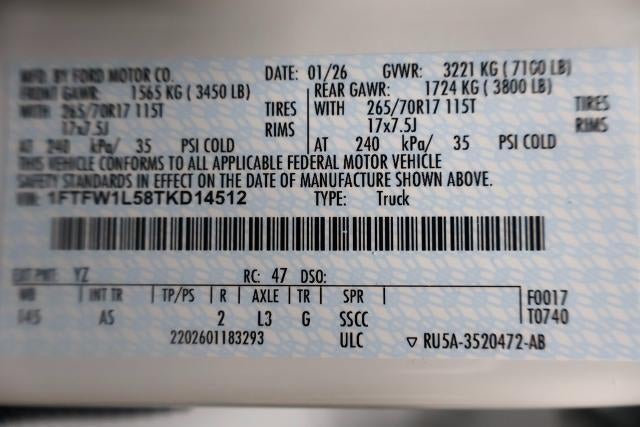 MFD. BY FORD MOTOR CO. DATE: 01/26 GVWR: 3221 KG ( 7100 LB)
FRONT GAWR: 1565 KG ( 3450 LB) REAR GAWR: 1724 KG ( 3800 LB)
WITH 265/70R17 115T TIRES WITH 265/70R17 115T TIRES
17x7.5J RIMS 17x7.5J RIMS
AT 240 kPa/ 35 PSI COLD AT 240 kPa/ 35 PSI COLD
THIS VEHICLE CONFORMS TO ALL APPLICABLE FEDERAL MOTOR VEHICLE
SAFETY STANDARDS IN EFFECT ON THE DATE OF MANUFACTURE SHOWN ABOVE.
VIN: 1FTFW1L58TKD14512 TYPE: Truck
EXT PNT: YZ RC: 47 DSO:
WB INT TR TP/PS R AXLE TR SPR F0017
145 AS 2 L3 G SSCC T0740
2202601183293 ULC ▽ RU5A-3520472-AB